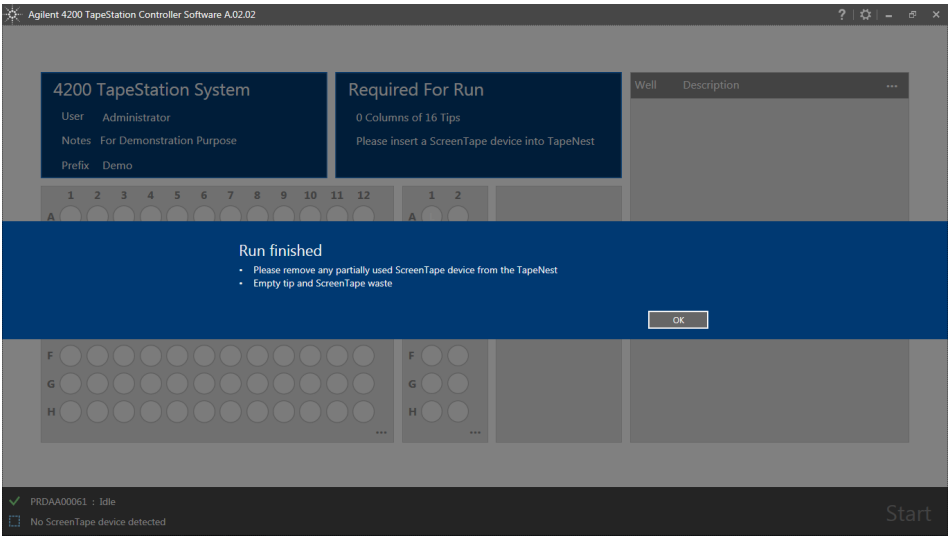 Agilent 4200 TapeStation Controller Software A.02.02
?
4200 TapeStation System
User Administrator
Notes For Demonstration Purpose
Prefix Demo
Required For Run
0 Columns of 16 Tips
Please insert a ScreenTape device into TapeNest
Well Description ...
1 2 3 4 5 6 7 8 9 10 11 12
A
1 2
A
Run finished
• Please remove any partially used ScreenTape device from the TapeNest
• Empty tip and ScreenTape waste
OK
F
G
H
...
F
G
H
...
PRDAA00061 : Idle
No ScreenTape device detected
Start